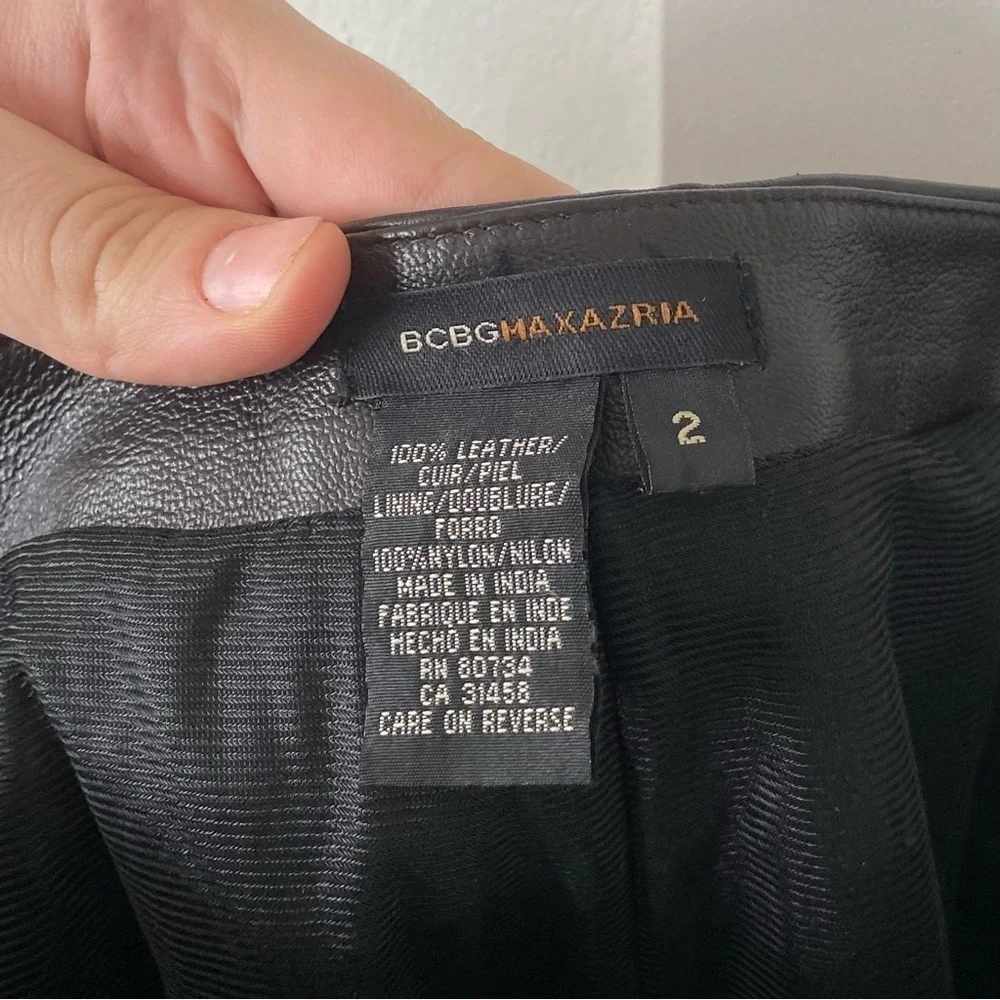 BCBGMAXAZRIA
2
100% LEATHER/
CUIR/PIEL
LINING/DOUBLURE/
FORRO
100%NYLON/NILON
MADE IN INDIA
FABRIQUE EN INDE
HECHO EN INDIA
RN 80734
CA 31458
CARE ON REVERSE